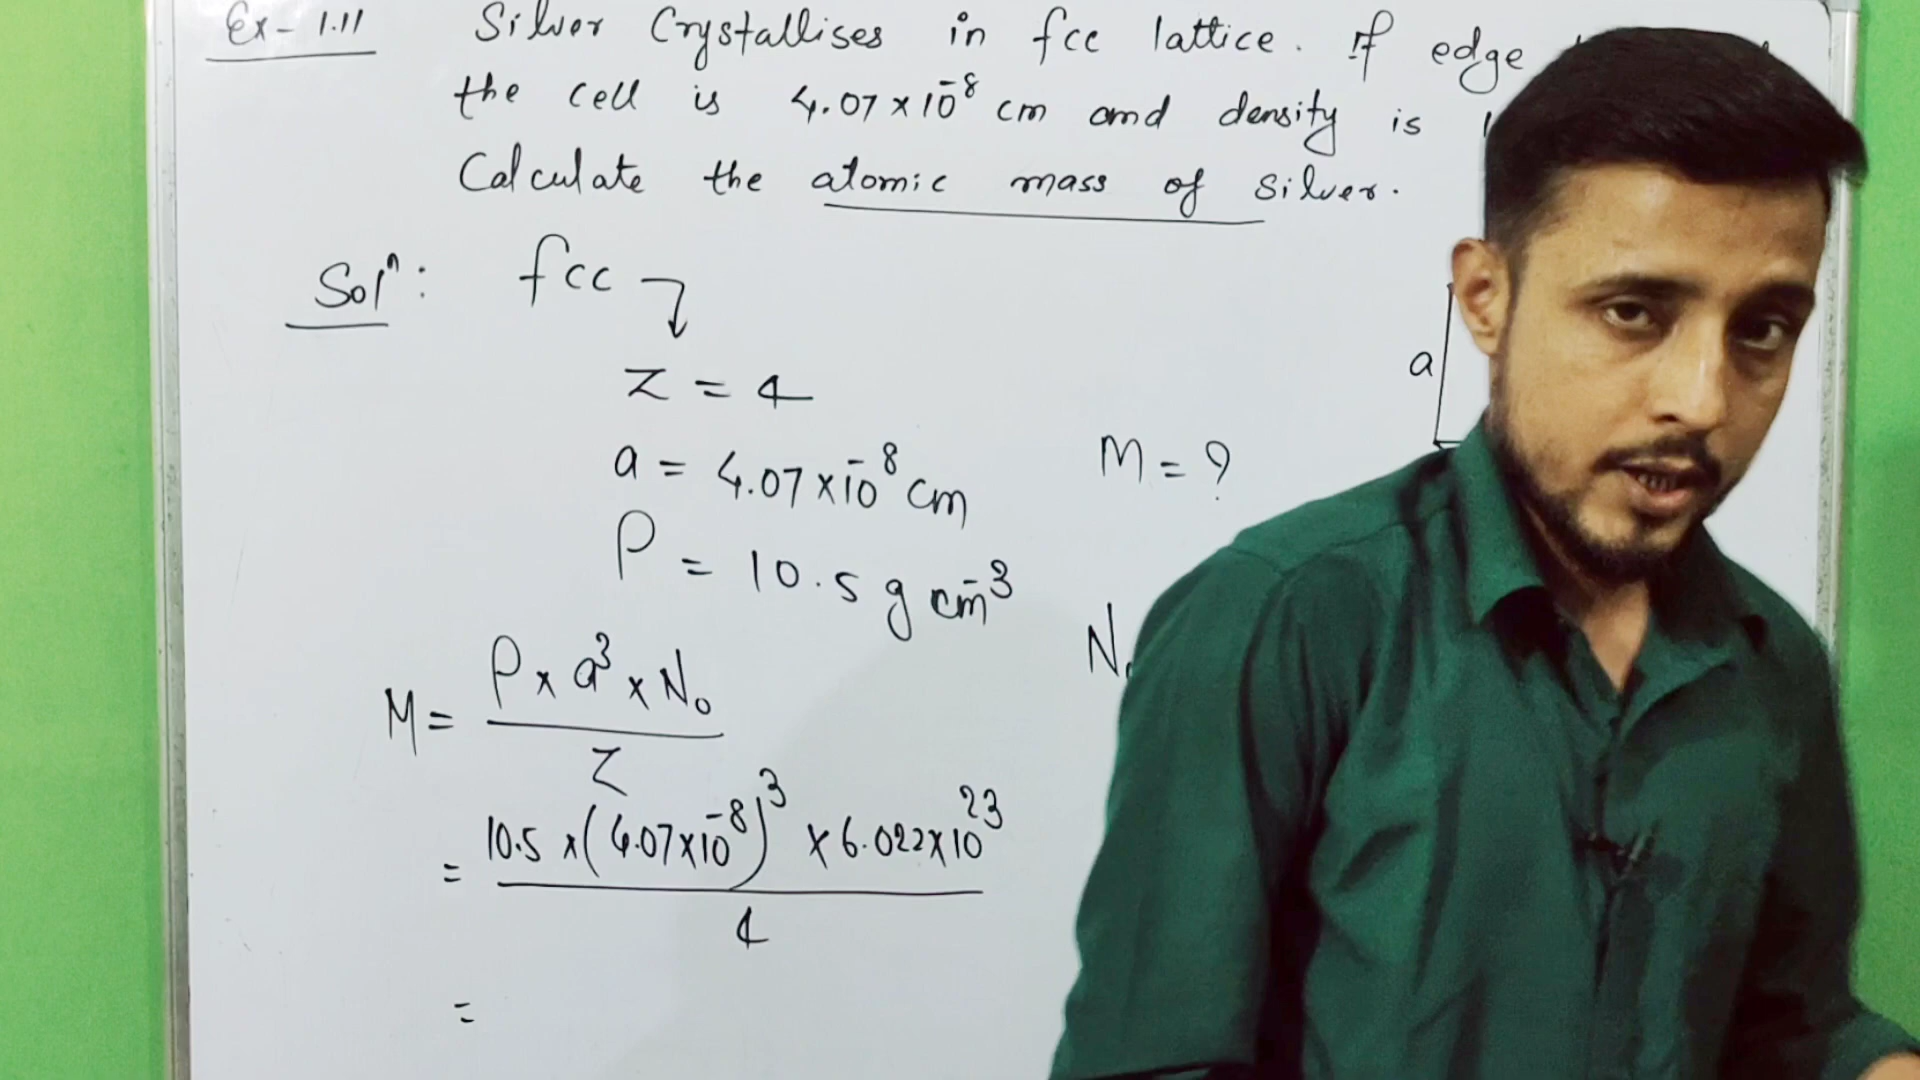 Ex- 1.11 Silver Crystallises in fcc lattice. If edge
the cell is 4.07×10⁻⁸ cm and density is 1
Calculate the atomic mass of silver.
Solⁿ: fcc
Z = 4
a
a = 4.07×10⁻⁸ cm
M = ?
ρ = 10.5 g cm⁻³
M = ρ × a³ × N₀
Z
N
= 10.5 × (4.07×10⁻⁸)³ × 6.022×10²³
4
=